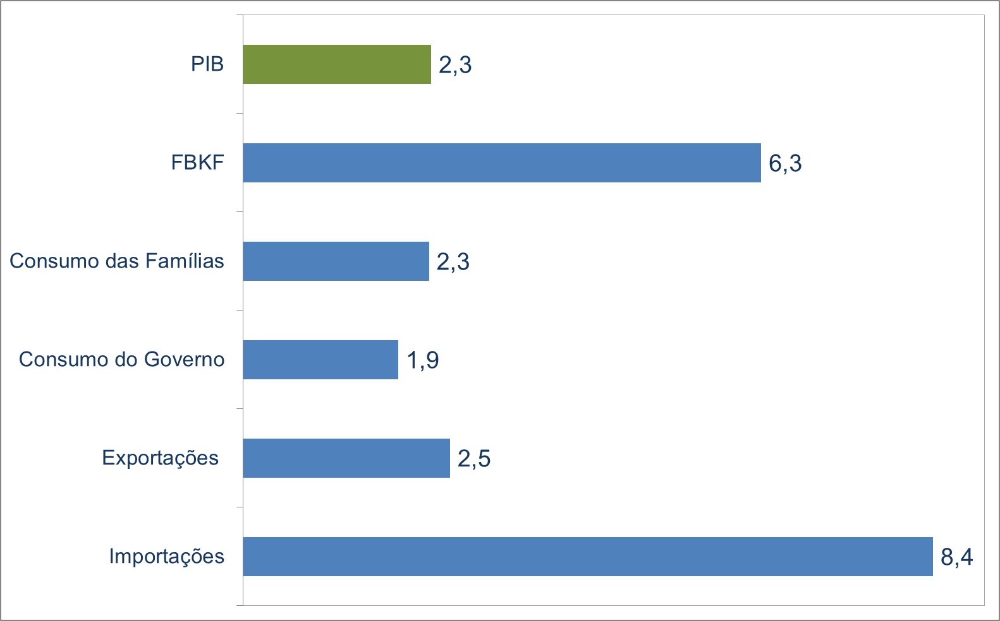 PIB 2,3
FBKF 6,3
Consumo das Famílias 2,3
Consumo do Governo 1,9
Exportações 2,5
Importações 8,4